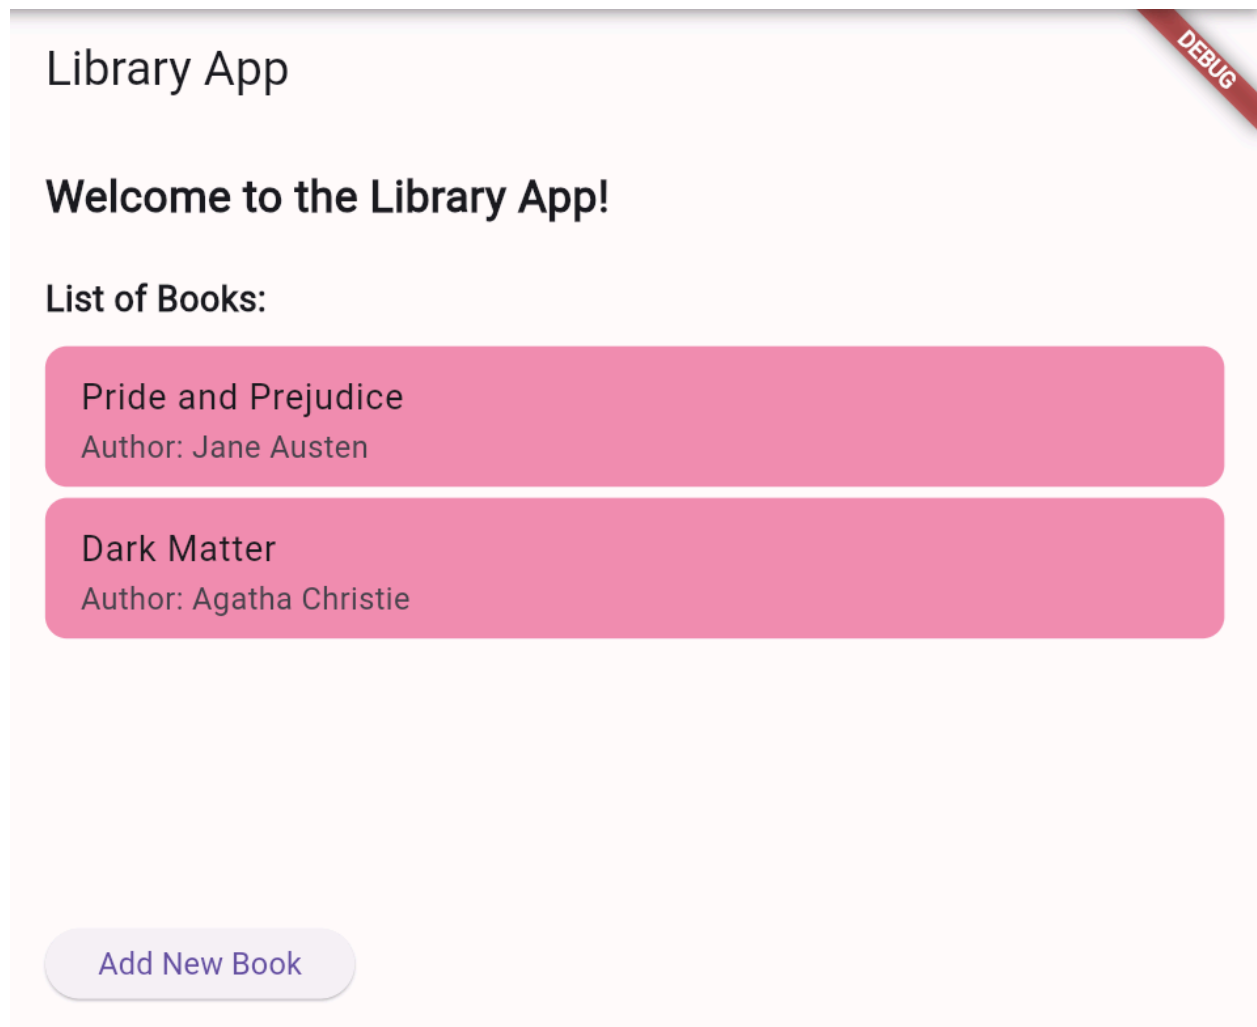 Library App
DEBUG
Welcome to the Library App!
List of Books:
Pride and Prejudice
Author: Jane Austen
Dark Matter
Author: Agatha Christie
Add New Book